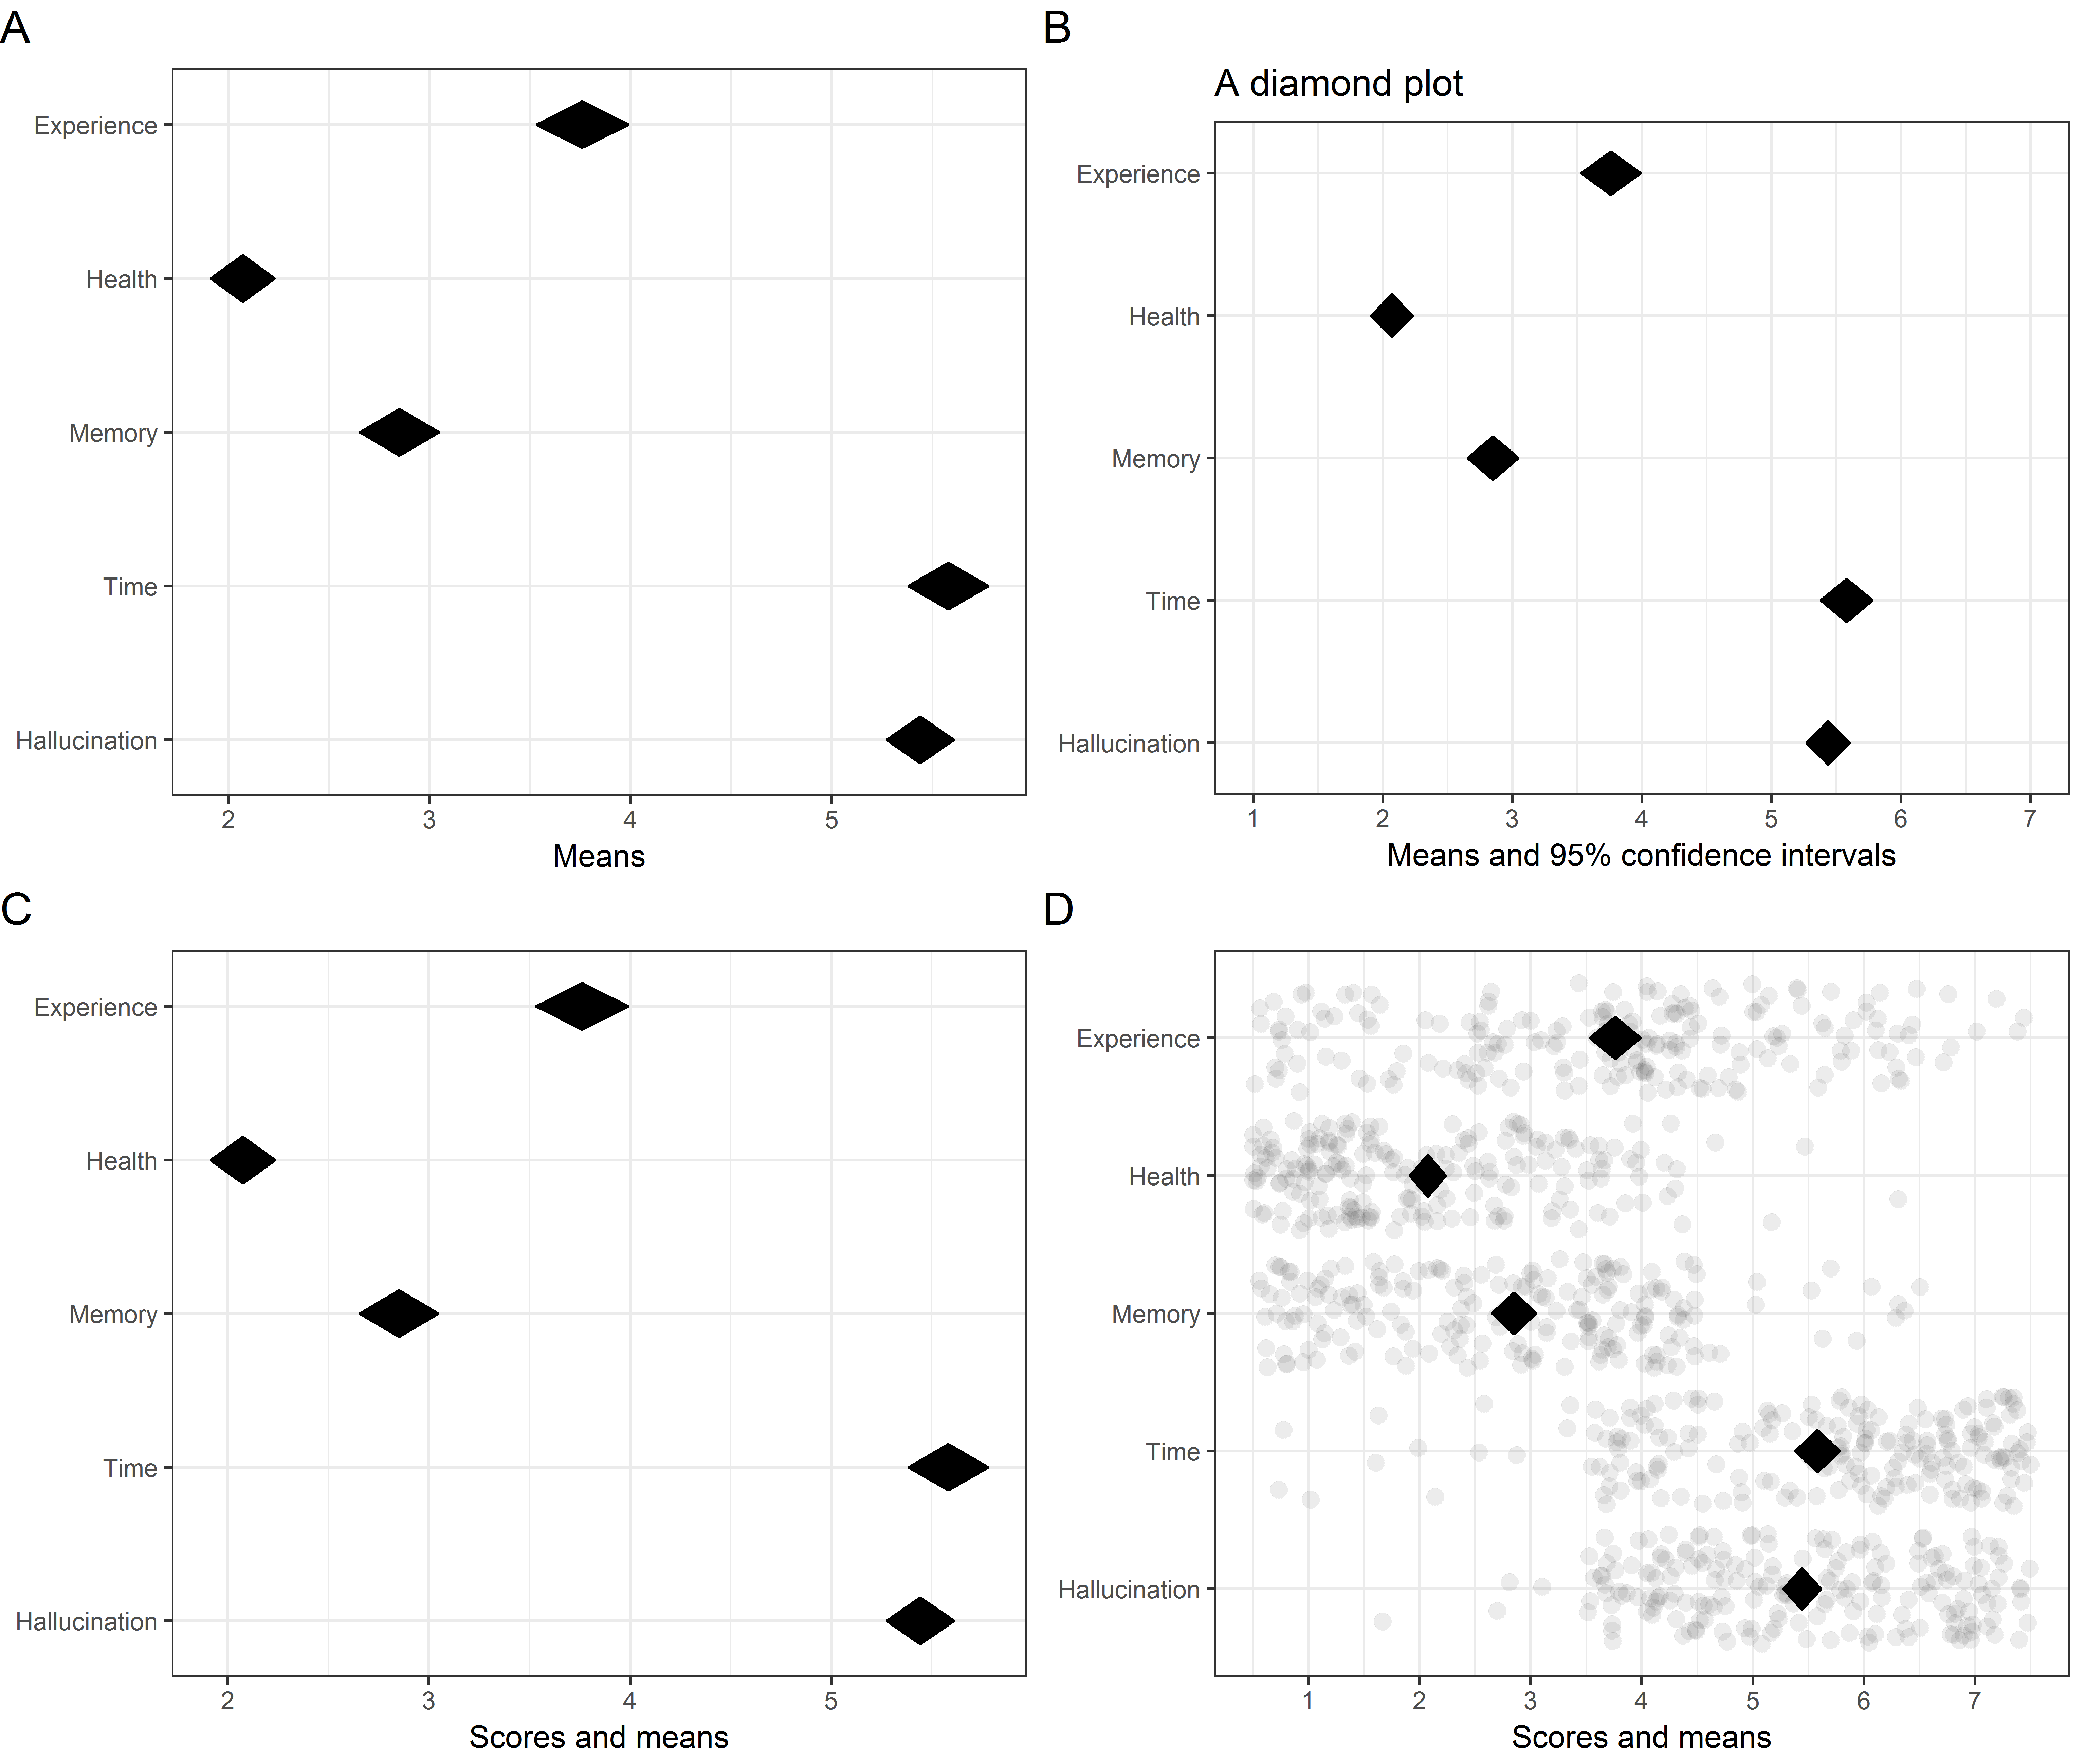 A
Experience
Health
Memory
Time
Hallucination
2 3 4 5
Means
B
A diamond plot
Experience
Health
Memory
Time
Hallucination
1 2 3 4 5 6 7
Means and 95% confidence intervals
C
Experience
Health
Memory
Time
Hallucination
2 3 4 5
Scores and means
D
Experience
Health
Memory
Time
Hallucination
1 2 3 4 5 6 7
Scores and means